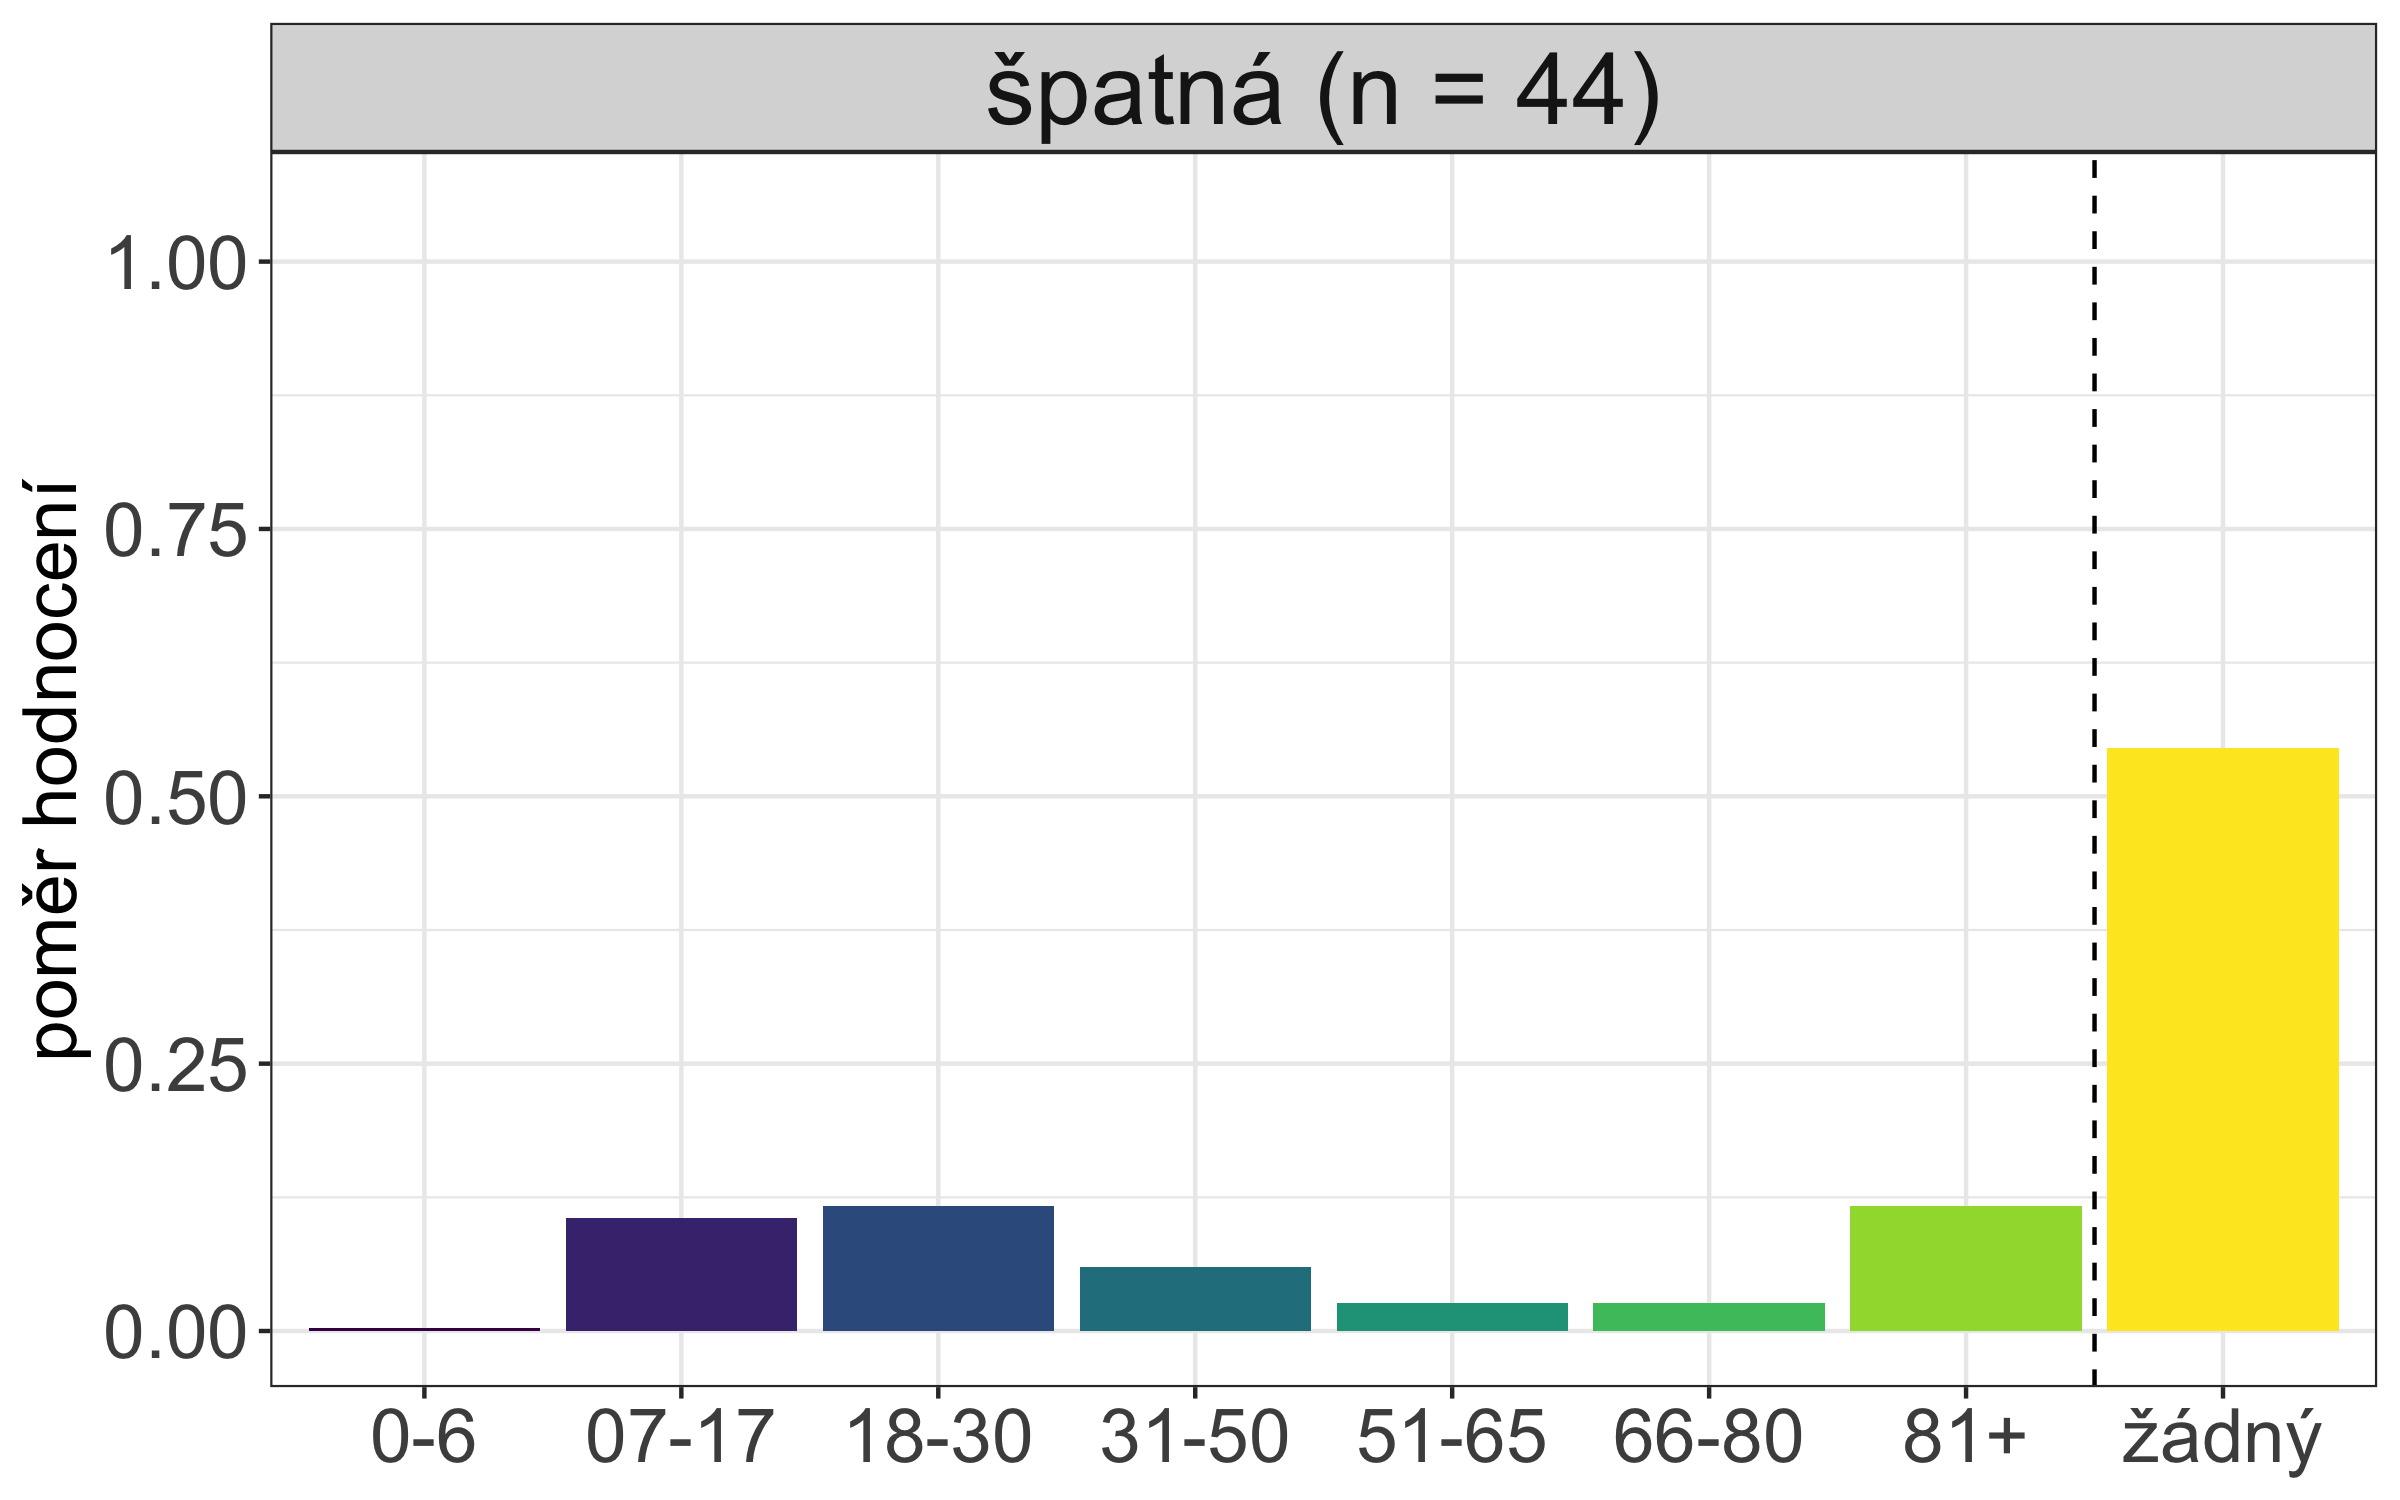 špatná (n = 44)
poměr hodnocení
1.00
0.75
0.50
0.25
0.00
0-6 07-17 18-30 31-50 51-65 66-80 81+ žádný